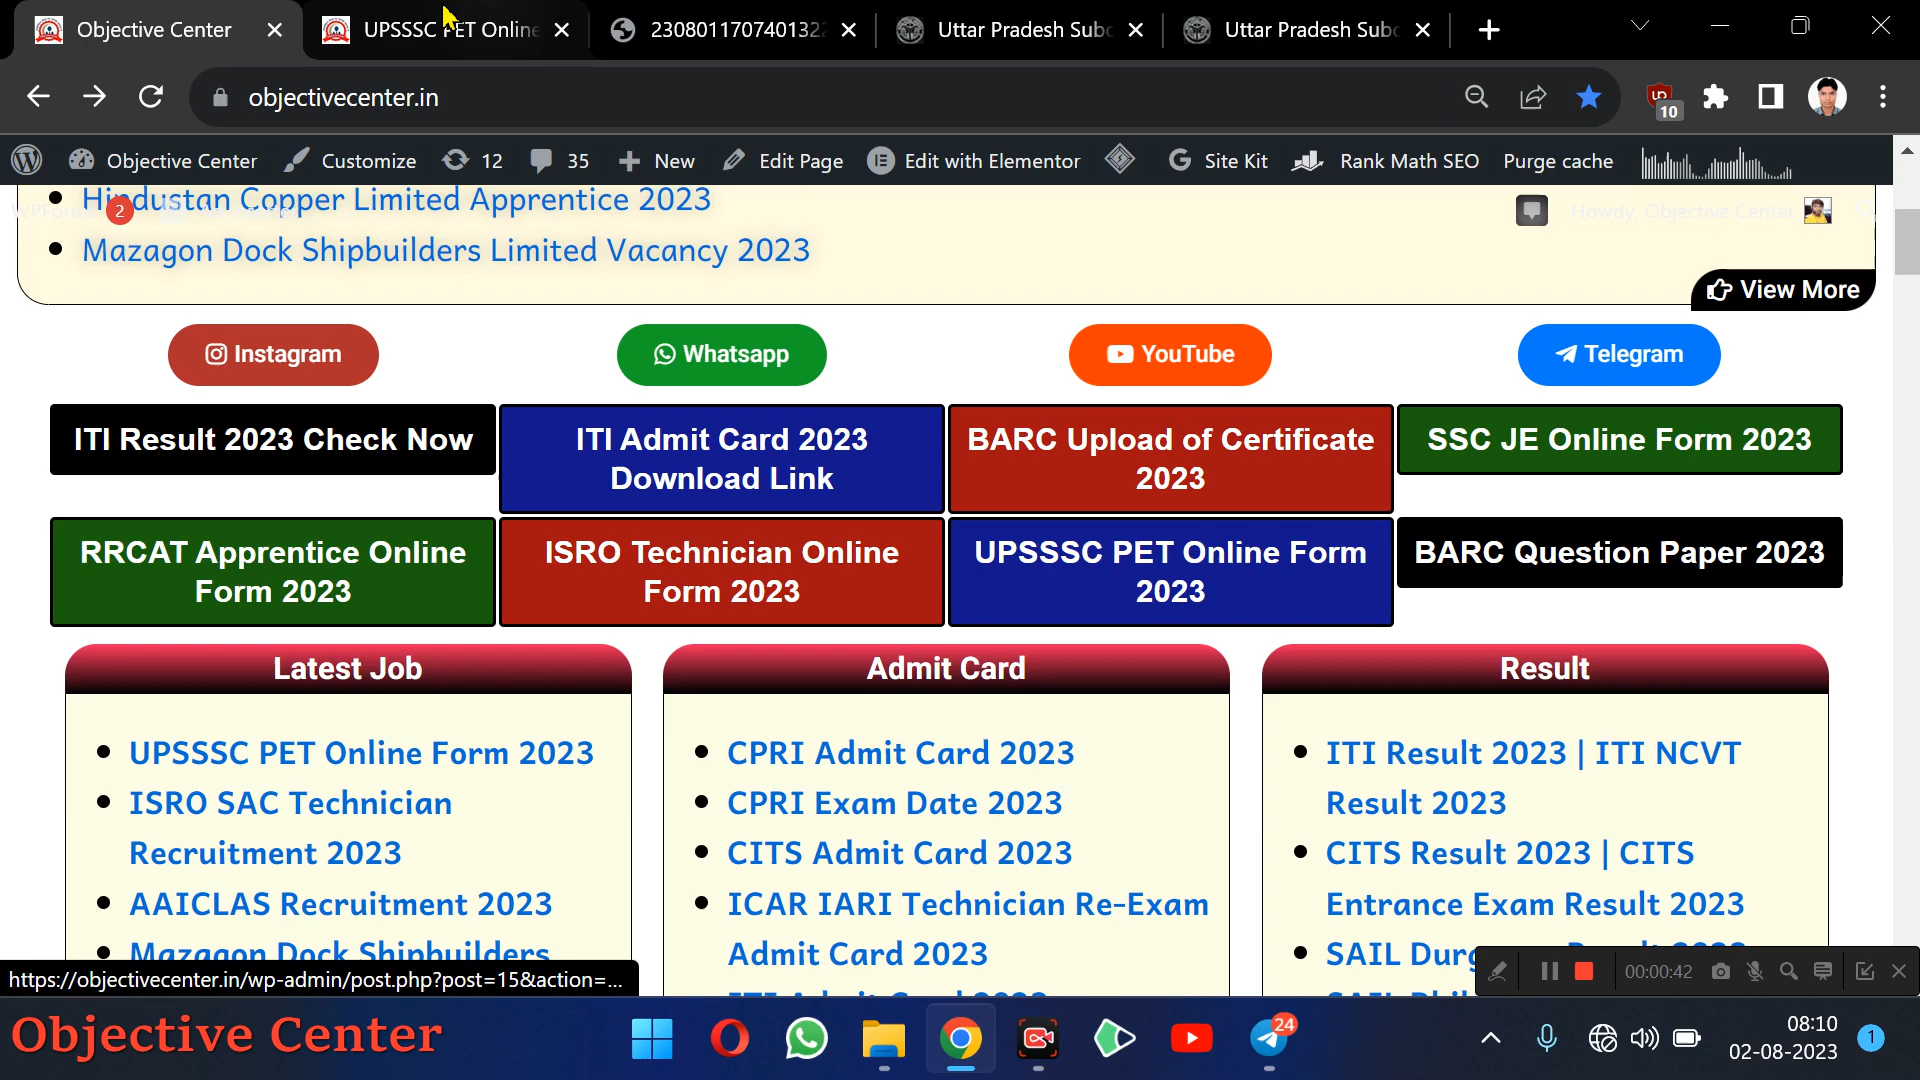 Objective Center
UPSSSC PET Online
230801170740132
Uttar Pradesh Subo
Uttar Pradesh Subo
objectivecenter.in
10
Objective Center
Customize
12
35
New
Edit Page
Edit with Elementor
Site Kit
Rank Math SEO
Purge cache
2
Howdy, Objective Center
Hindustan Copper Limited Apprentice 2023
Mazagon Dock Shipbuilders Limited Vacancy 2023
View More
Instagram
Whatsapp
YouTube
Telegram
ITI Result 2023 Check Now
ITI Admit Card 2023
Download Link
BARC Upload of Certificate
2023
SSC JE Online Form 2023
RRCAT Apprentice Online
Form 2023
ISRO Technician Online
Form 2023
UPSSSC PET Online Form
2023
BARC Question Paper 2023
Latest Job
UPSSSC PET Online Form 2023
ISRO SAC Technician
Recruitment 2023
AAICLAS Recruitment 2023
Mazagon Dock Shipbuilders
Admit Card
CPRI Admit Card 2023
CPRI Exam Date 2023
CITS Admit Card 2023
ICAR IARI Technician Re-Exam
Admit Card 2023
Result
ITI Result 2023 | ITI NCVT
Result 2023
CITS Result 2023 | CITS
Entrance Exam Result 2023
SAIL Durg
https://objectivecenter.in/wp-admin/post.php?post=15&action=...
00:00:42
Objective Center
24
08:10
02-08-2023
1